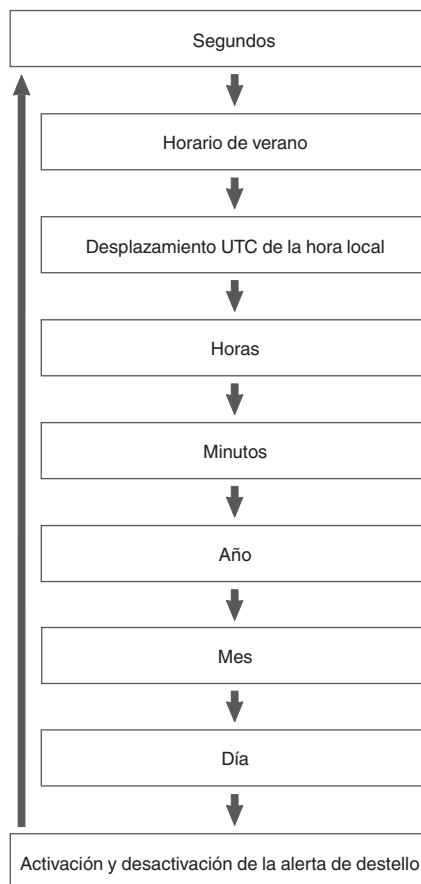 Segundos
Horario de verano
Desplazamiento UTC de la hora local
Horas
Minutos
Año
Mes
Día
Activación y desactivación de la alerta de destello